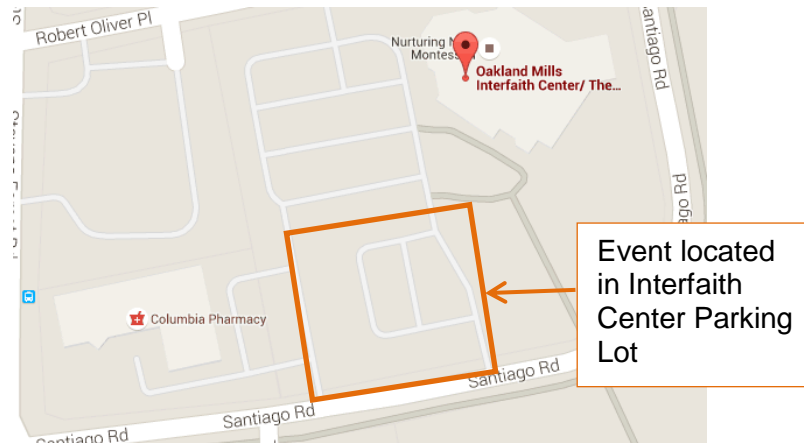 Robert Oliver Pl
Nurturing N
Montess
Oakland Mills
Interfaith Center/ The...
Santiago Rd
ago Rd
Event located
in Interfaith
Center Parking
Lot
Columbia Pharmacy
Santiago Rd
Santiago Rd
Santiago Rd